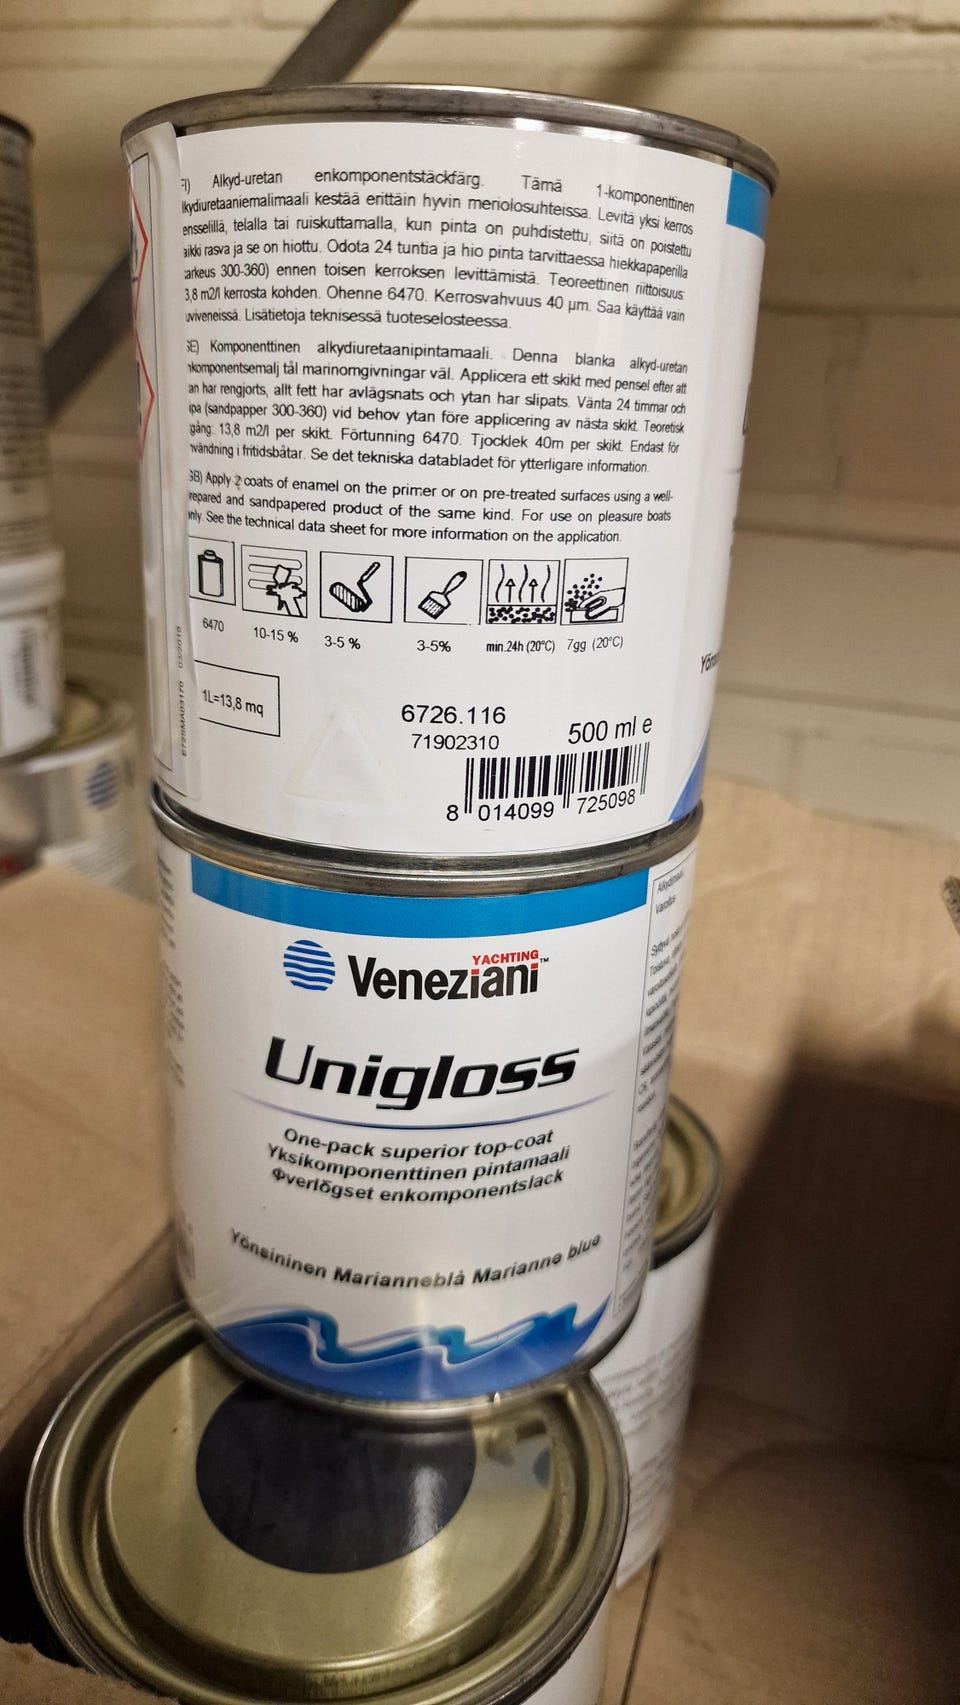 FI) Alkyd-uretan enkomponentstäckfärg. Tämä 1-komponenttinen
lkydiuretaaniemalimaali kestää erittäin hyvin meriolosuhteissa. Levitä yksi kerros
ensselillä, telalla tai ruiskuttamalla, kun pinta on puhdistettu, siitä on poistettu
aikki rasva ja se on hiottu. Odota 24 tuntia ja hio pinta tarvittaessa hiekkapaperilla
arkeus 300-360) ennen toisen kerroksen levittämistä. Teoreettinen riittoisuus:
3,8 m2/l kerrosta kohden. Ohenne 6470. Kerrosvahvuus 40 µm. Saa käyttää vain
uviveneissä. Lisätietoja teknisessä tuoteselosteessa.
SE) Komponenttinen alkydiuretaanipintamaali. Denna blanka alkyd-uretan
nkomponentsemalj tål marinomgivningar väl. Applicera ett skikt med pensel efter att
an har rengjorts, allt fett har avlägsnats och ytan har slipats. Vänta 24 timmar och
ipa (sandpapper 300-360) vid behov ytan före applicering av nästa skikt. Teoretisk
gång: 13,8 m2/l per skikt. Förtunning 6470. Tjocklek 40m per skikt. Endast för
nvändning i fritidsbåtar. Se det tekniska databladet för ytterligare information.
GB) Apply 2 coats of enamel on the primer or on pre-treated surfaces using a well-
repared and sandpapered product of the same kind. For use on pleasure boats
only. See the technical data sheet for more information on the application.
6470 10-15 % 3-5 % 3-5% min.24h (20°C) 7gg (20°C)
1L=13,8 mq
6726.116
71902310
500 ml e
8 014099 725098
03/2019
YACHTING
Veneziani™
Unigloss
One-pack superior top-coat
Yksikomponenttinen pintamaali
Φverlõgset enkomponentslack
Yönsininen Marianneblå Marianne blue
Alkydimaali
Varoitus